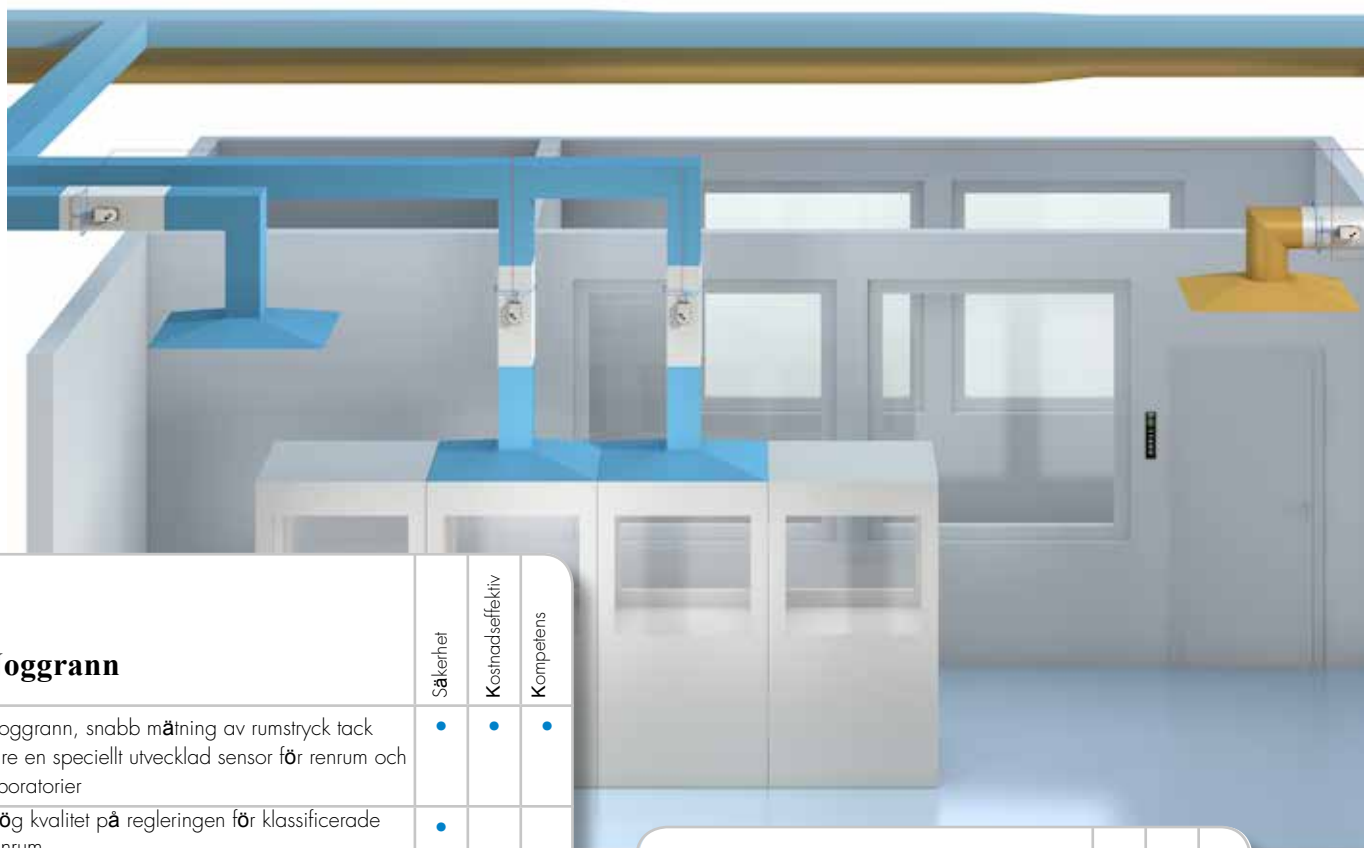 Säkerhet
Kostnadseffektiv
Kompetens
oggrann
oggrann, snabb mätning av rumstryck tack
re en speciellt utvecklad sensor för renrum och
boratorier
ög kvalitet på regleringen för klassificerade
nrum